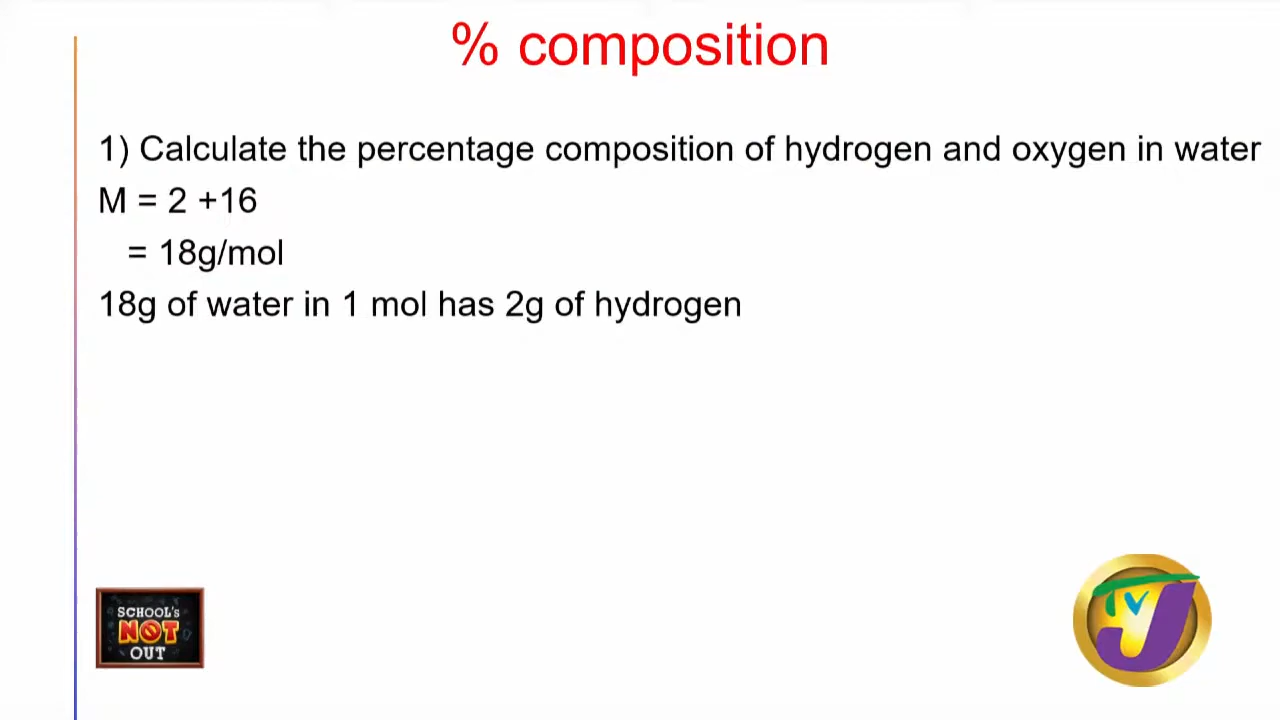 % composition
1) Calculate the percentage composition of hydrogen and oxygen in water
M = 2 +16
= 18g/mol
18g of water in 1 mol has 2g of hydrogen
SCHOOL's
NOT
OUT
TVJ